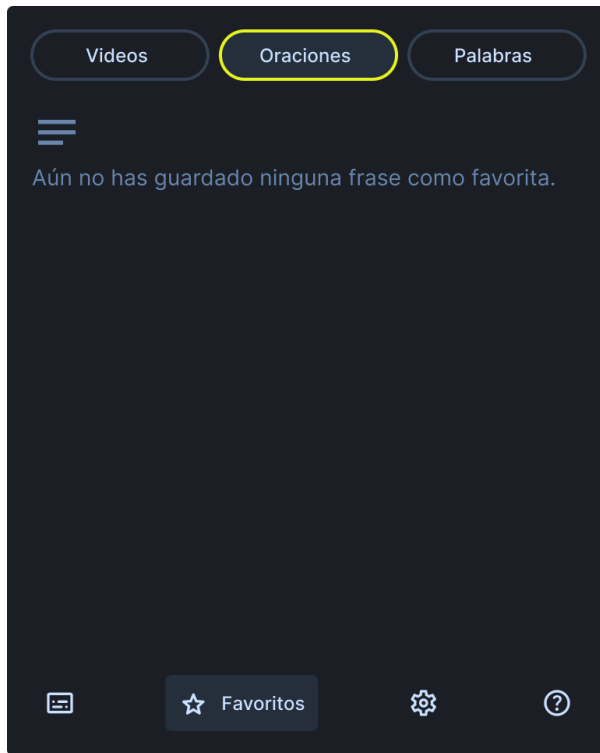 Videos Oraciones Palabras
Aún no has guardado ninguna frase como favorita.
Favoritos